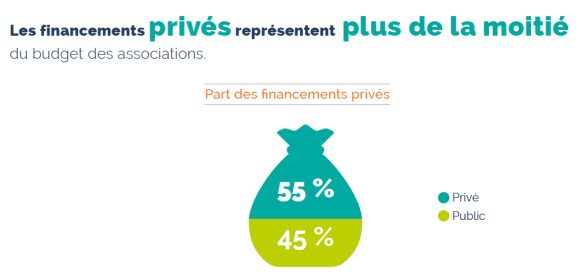 Les financements privés représentent plus de la moitié
du budget des associations.
Part des financements privés
55 %
45 %
Privé
Public